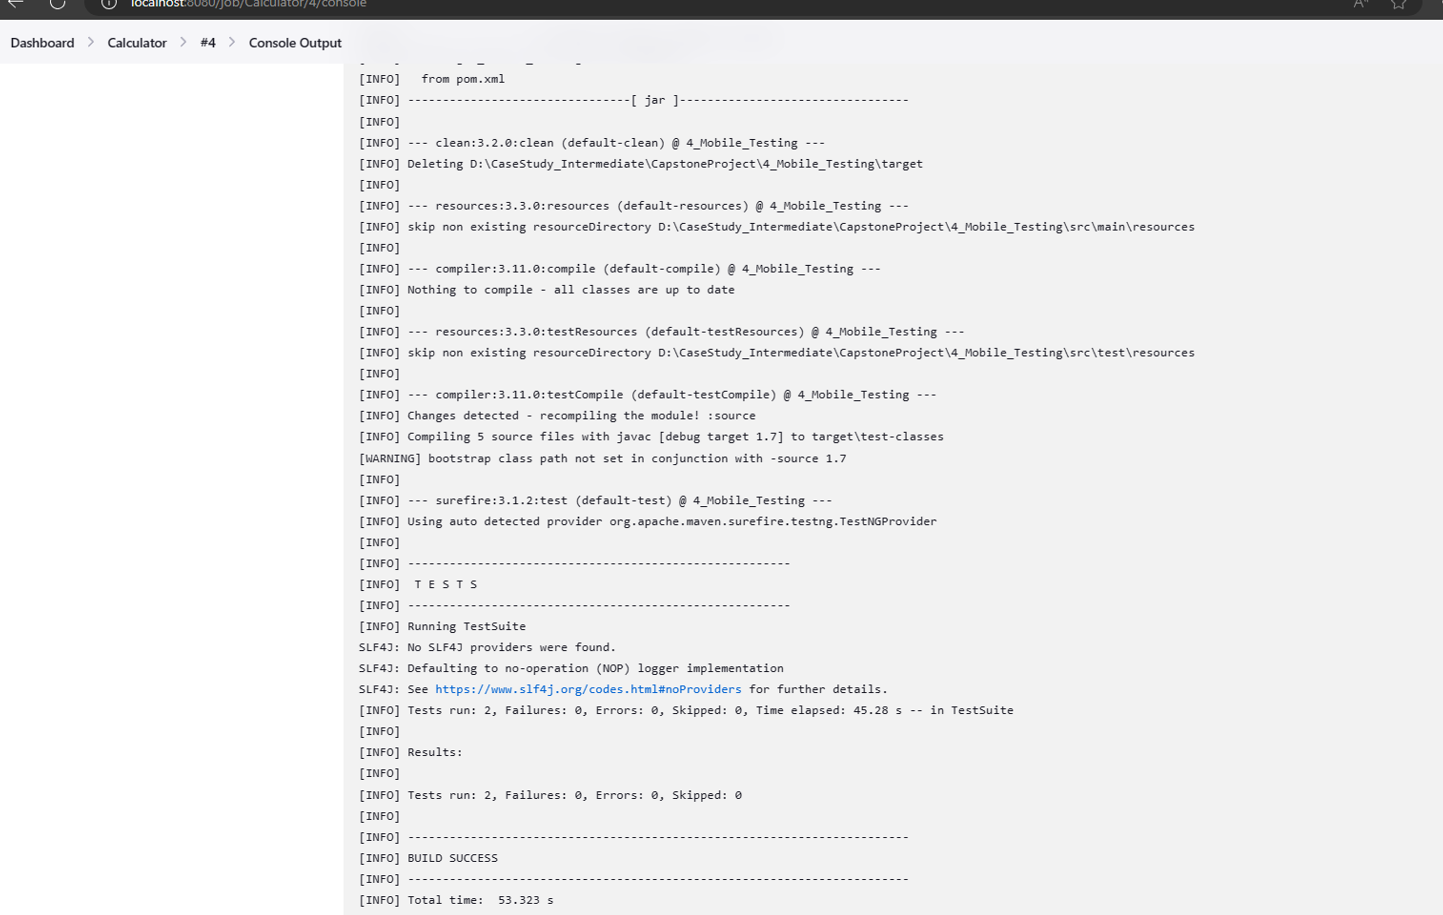 localhost:8080/job/Calculator/4/console
Dashboard > Calculator > #4 > Console Output
[INFO]   from pom.xml
[INFO] --------------------------------[ jar ]---------------------------------
[INFO]
[INFO] --- clean:3.2.0:clean (default-clean) @ 4_Mobile_Testing ---
[INFO] Deleting D:\CaseStudy_Intermediate\CapstoneProject\4_Mobile_Testing\target
[INFO]
[INFO] --- resources:3.3.0:resources (default-resources) @ 4_Mobile_Testing ---
[INFO] skip non existing resourceDirectory D:\CaseStudy_Intermediate\CapstoneProject\4_Mobile_Testing\src\main\resources
[INFO]
[INFO] --- compiler:3.11.0:compile (default-compile) @ 4_Mobile_Testing ---
[INFO] Nothing to compile - all classes are up to date
[INFO]
[INFO] --- resources:3.3.0:testResources (default-testResources) @ 4_Mobile_Testing ---
[INFO] skip non existing resourceDirectory D:\CaseStudy_Intermediate\CapstoneProject\4_Mobile_Testing\src\test\resources
[INFO]
[INFO] --- compiler:3.11.0:testCompile (default-testCompile) @ 4_Mobile_Testing ---
[INFO] Changes detected - recompiling the module! :source
[INFO] Compiling 5 source files with javac [debug target 1.7] to target\test-classes
[WARNING] bootstrap class path not set in conjunction with -source 1.7
[INFO]
[INFO] --- surefire:3.1.2:test (default-test) @ 4_Mobile_Testing ---
[INFO] Using auto detected provider org.apache.maven.surefire.testng.TestNGProvider
[INFO]
[INFO] -------------------------------------------------------
[INFO]  T E S T S
[INFO] -------------------------------------------------------
[INFO] Running TestSuite
SLF4J: No SLF4J providers were found.
SLF4J: Defaulting to no-operation (NOP) logger implementation
SLF4J: See https://www.slf4j.org/codes.html#noProviders for further details.
[INFO] Tests run: 2, Failures: 0, Errors: 0, Skipped: 0, Time elapsed: 45.28 s -- in TestSuite
[INFO]
[INFO] Results:
[INFO]
[INFO] Tests run: 2, Failures: 0, Errors: 0, Skipped: 0
[INFO]
[INFO] ------------------------------------------------------------------------
[INFO] BUILD SUCCESS
[INFO] ------------------------------------------------------------------------
[INFO] Total time:  53.323 s